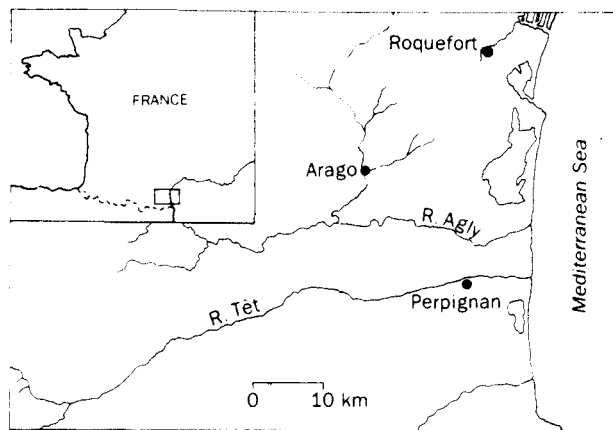 Roquefort
FRANCE
Arago
R. Agly
Mediterranean Sea
R. Têt
Perpignan
0 10 km